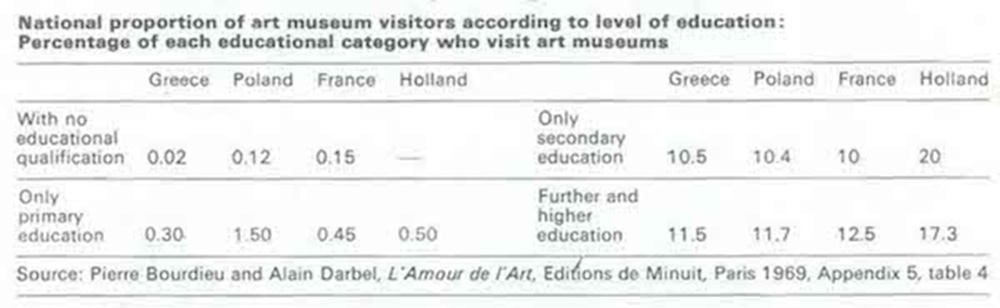 National proportion of art museum visitors according to level of education:
Percentage of each educational category who visit art museums
Greece Poland France Holland
With no
educational
qualification 0.02 0.12 0.15 —
Only
primary
education 0.30 1.50 0.45 0.50
Greece Poland France Holland
Only
secondary
education 10.5 10.4 10 20
Further and
higher
education 11.5 11.7 12.5 17.3
Source: Pierre Bourdieu and Alain Darbel, L'Amour de l'Art, Editions de Minuit, Paris 1969, Appendix 5, table 4